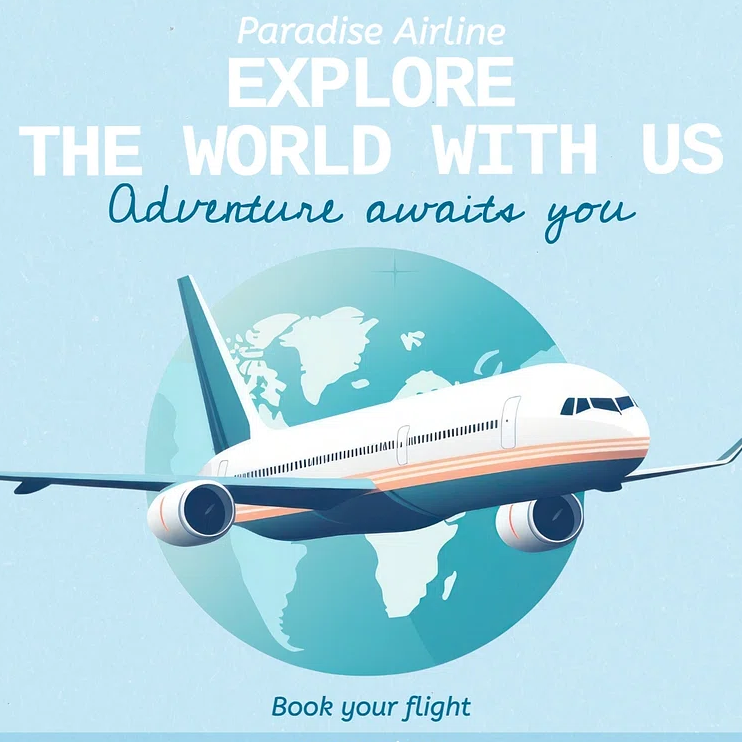 Paradise Airline
EXPLORE
THE WORLD WITH US
Adventure awaits you
Book your flight